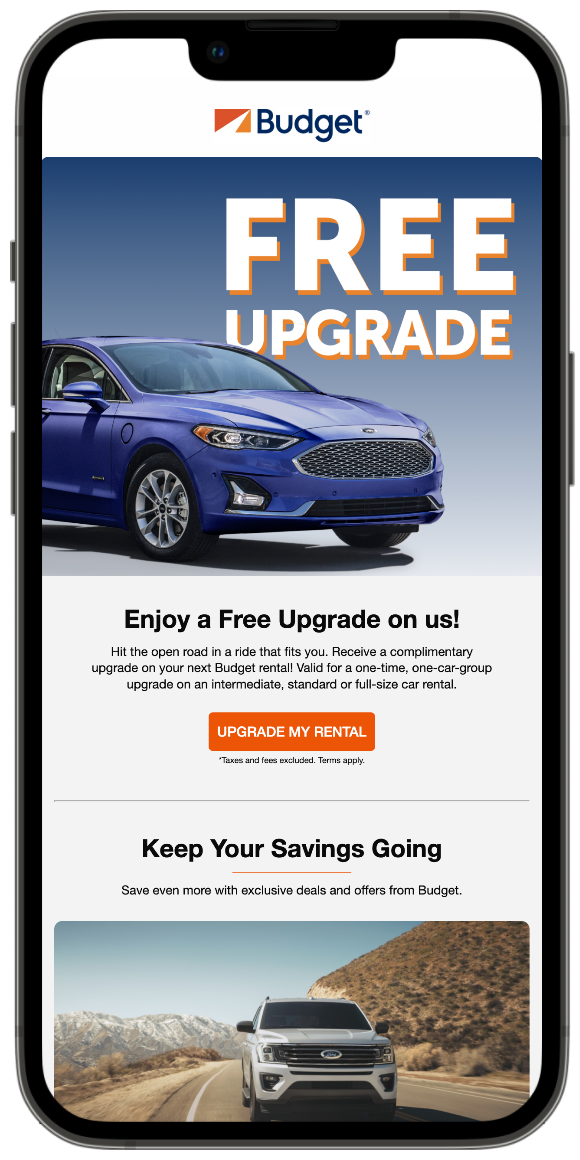 Budget®
FREE
UPGRADE
Enjoy a Free Upgrade on us!
Hit the open road in a ride that fits you. Receive a complimentary
upgrade on your next Budget rental! Valid for a one-time, one-car-group
upgrade on an intermediate, standard or full-size car rental.
UPGRADE MY RENTAL
*Taxes and fees excluded. Terms apply.
Keep Your Savings Going
Save even more with exclusive deals and offers from Budget.